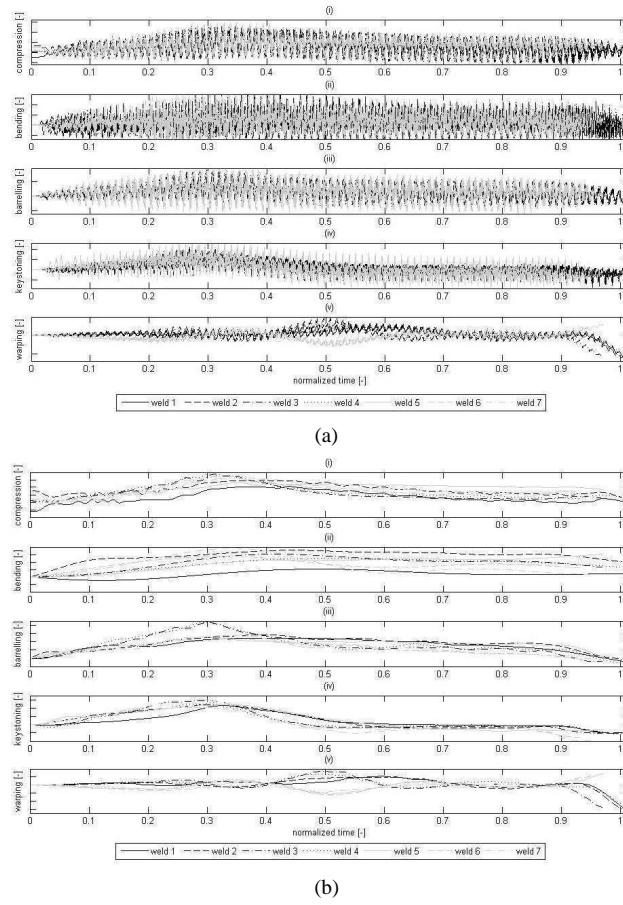 (i)
compression [-]
0 0.1 0.2 0.3 0.4 0.5 0.6 0.7 0.8 0.9 1
(ii)
bending [-]
0 0.1 0.2 0.3 0.4 0.5 0.6 0.7 0.8 0.9 1
(iii)
barrelling [-]
0 0.1 0.2 0.3 0.4 0.5 0.6 0.7 0.8 0.9 1
(iv)
keystoning [-]
0 0.1 0.2 0.3 0.4 0.5 0.6 0.7 0.8 0.9 1
(v)
warping [-]
0 0.1 0.2 0.3 0.4 0.5 0.6 0.7 0.8 0.9 1
normalized time [-]
weld 1 weld 2 weld 3 weld 4 weld 5 weld 6 weld 7
(a)
(i)
compression [-]
0 0.1 0.2 0.3 0.4 0.5 0.6 0.7 0.8 0.9 1
(ii)
bending [-]
0 0.1 0.2 0.3 0.4 0.5 0.6 0.7 0.8 0.9 1
(iii)
barrelling [-]
0 0.1 0.2 0.3 0.4 0.5 0.6 0.7 0.8 0.9 1
(iv)
keystoning [-]
0 0.1 0.2 0.3 0.4 0.5 0.6 0.7 0.8 0.9 1
(v)
warping [-]
0 0.1 0.2 0.3 0.4 0.5 0.6 0.7 0.8 0.9 1
normalized time [-]
weld 1 weld 2 weld 3 weld 4 weld 5 weld 6 weld 7
(b)